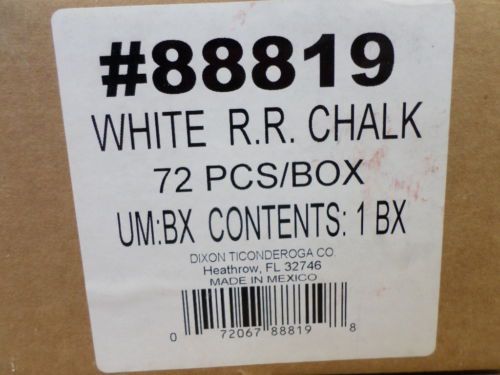 #88819
WHITE R.R. CHALK
72 PCS/BOX
UM:BX CONTENTS: 1 BX
DIXON TICONDEROGA CO
Heathrow, FL 32746
MADE IN MEXICO
0 72067 88819 8